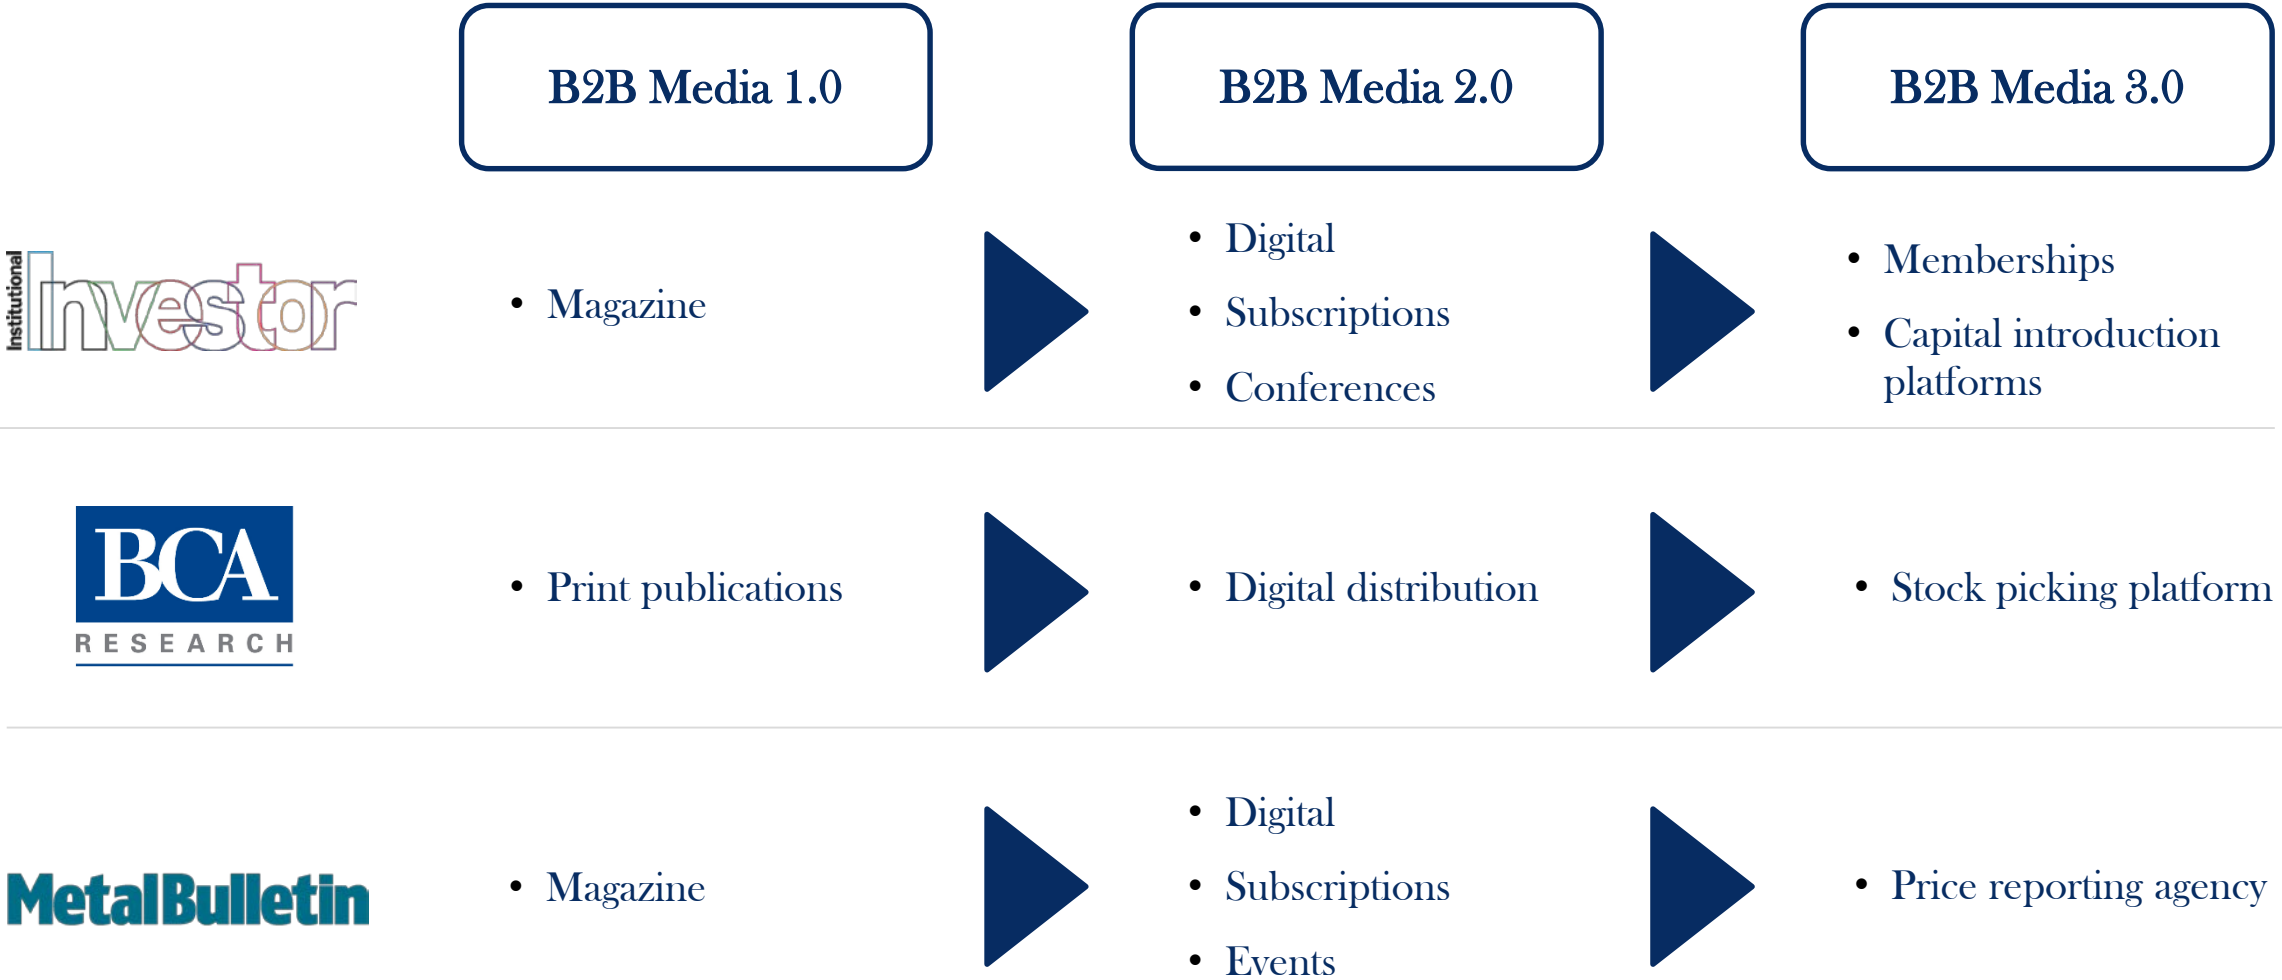 B2B Media 1.0
B2B Media 2.0
B2B Media 3.0
Institutional
Investor
• Magazine
• Digital
• Subscriptions
• Conferences
• Memberships
• Capital introduction
platforms
BCA
RESEARCH
• Print publications
• Digital distribution
• Stock picking platform
MetalBulletin
• Magazine
• Digital
• Subscriptions
• Events
• Price reporting agency